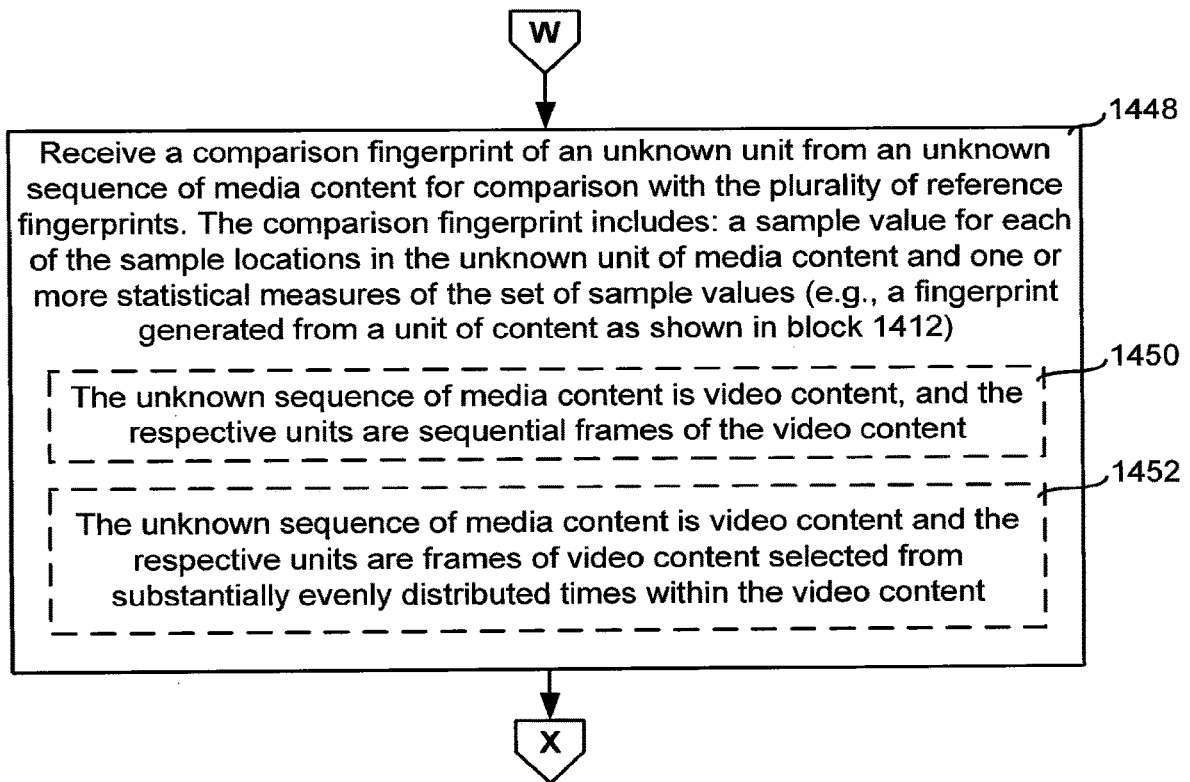 W
1448
Receive a comparison fingerprint of an unknown unit from an unknown
sequence of media content for comparison with the plurality of reference
fingerprints. The comparison fingerprint includes: a sample value for each
of the sample locations in the unknown unit of media content and one or
more statistical measures of the set of sample values (e.g., a fingerprint
generated from a unit of content as shown in block 1412)
1450
The unknown sequence of media content is video content, and the
respective units are sequential frames of the video content
1452
The unknown sequence of media content is video content and the
respective units are frames of video content selected from
substantially evenly distributed times within the video content
X